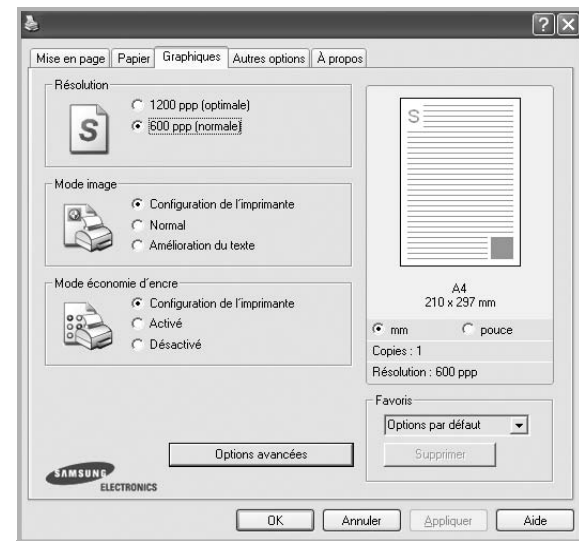 Mise en page Papier Graphiques Autres options À propos
Résolution
S
1200 ppp (optimale)
600 ppp (normale)
Mode image
Configuration de l'imprimante
Normal
Amélioration du texte
Mode économie d'encre
Configuration de l'imprimante
Activé
Désactivé
Options avancées
SAMSUNG
ELECTRONICS
S
A4
210 x 297 mm
mm pouce
Copies : 1
Résolution : 600 ppp
Favoris
Options par défaut
Supprimer
OK Annuler Appliquer Aide